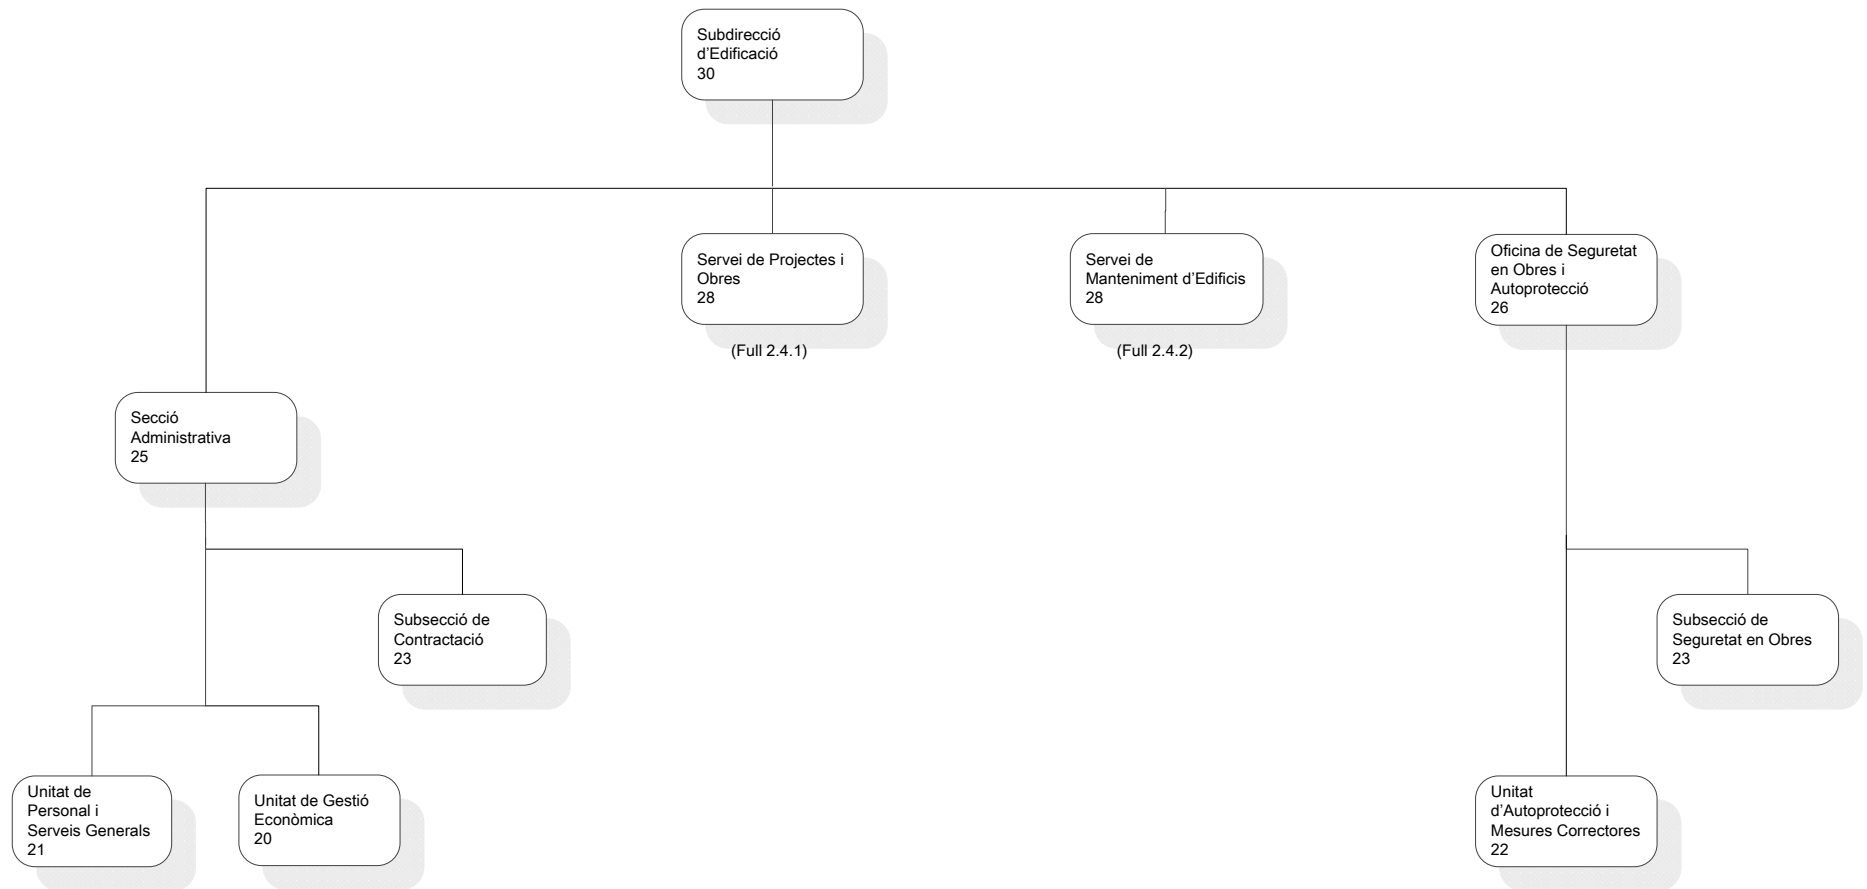 Subdirecció
d’Edificació
30
Servei de Projectes i
Obres
28
(Full 2.4.1)
Servei de
Manteniment d’Edificis
28
(Full 2.4.2)
Oficina de Seguretat
en Obres i
Autoprotecció
26
Secció
Administrativa
25
Subsecció de
Contractació
23
Subsecció de
Seguretat en Obres
23
Unitat de
Personal i
Serveis Generals
21
Unitat de Gestió
Econòmica
20
Unitat
d’Autoprotecció i
Mesures Correctores
22